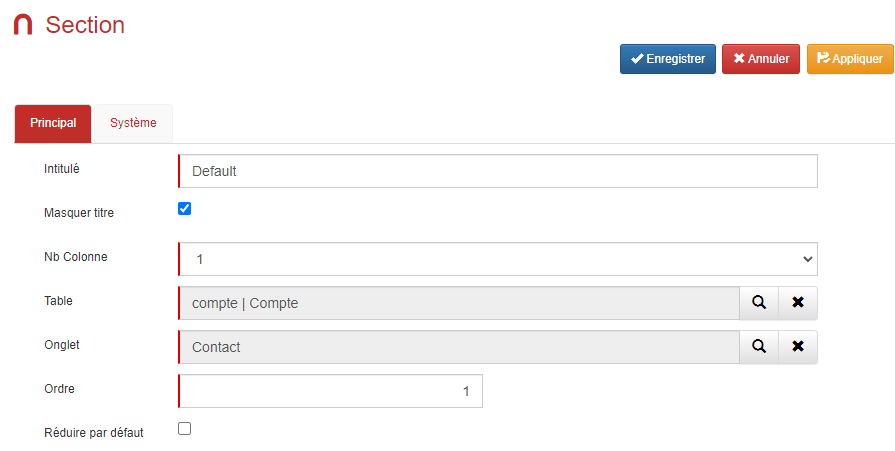 Section
Enregistrer Annuler Appliquer
Principal Système
Intitulé Default
Masquer titre
Nb Colonne 1
Table compte | Compte
Onglet Contact
Ordre 1
Réduire par défaut